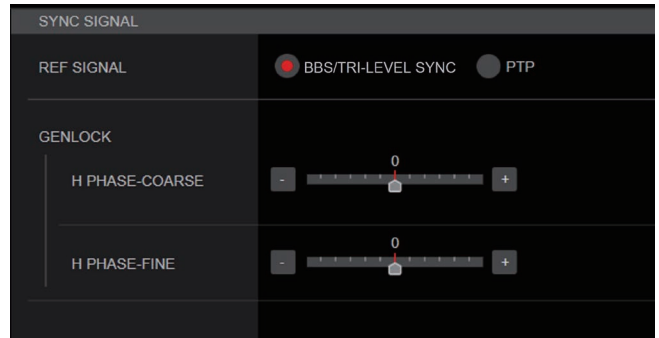 SYNC SIGNAL
REF SIGNAL BBS/TRI-LEVEL SYNC PTP
GENLOCK
0
H PHASE-COARSE - +
0
H PHASE-FINE - +